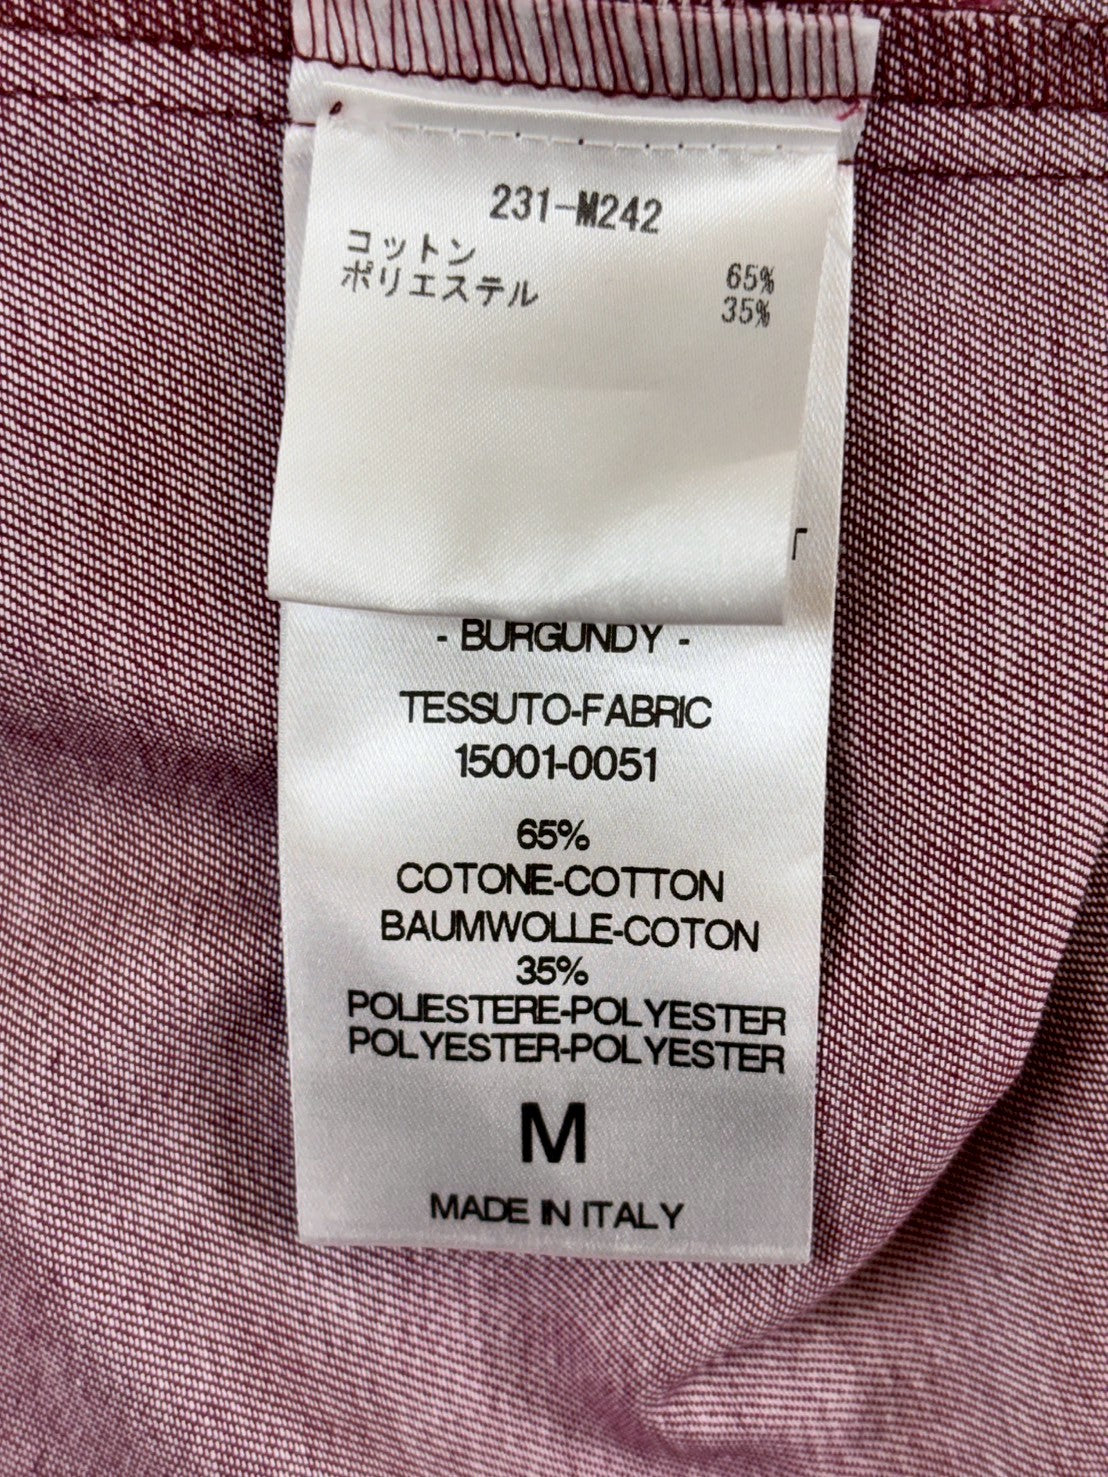 231-M242
コットン 65%
ポリエステル 35%
- BURGUNDY -
TESSUTO-FABRIC
15001-0051
65%
COTONE-COTTON
BAUMWOLLE-COTON
35%
POLIESTERE-POLYESTER
POLYESTER-POLYESTER
M
MADE IN ITALY